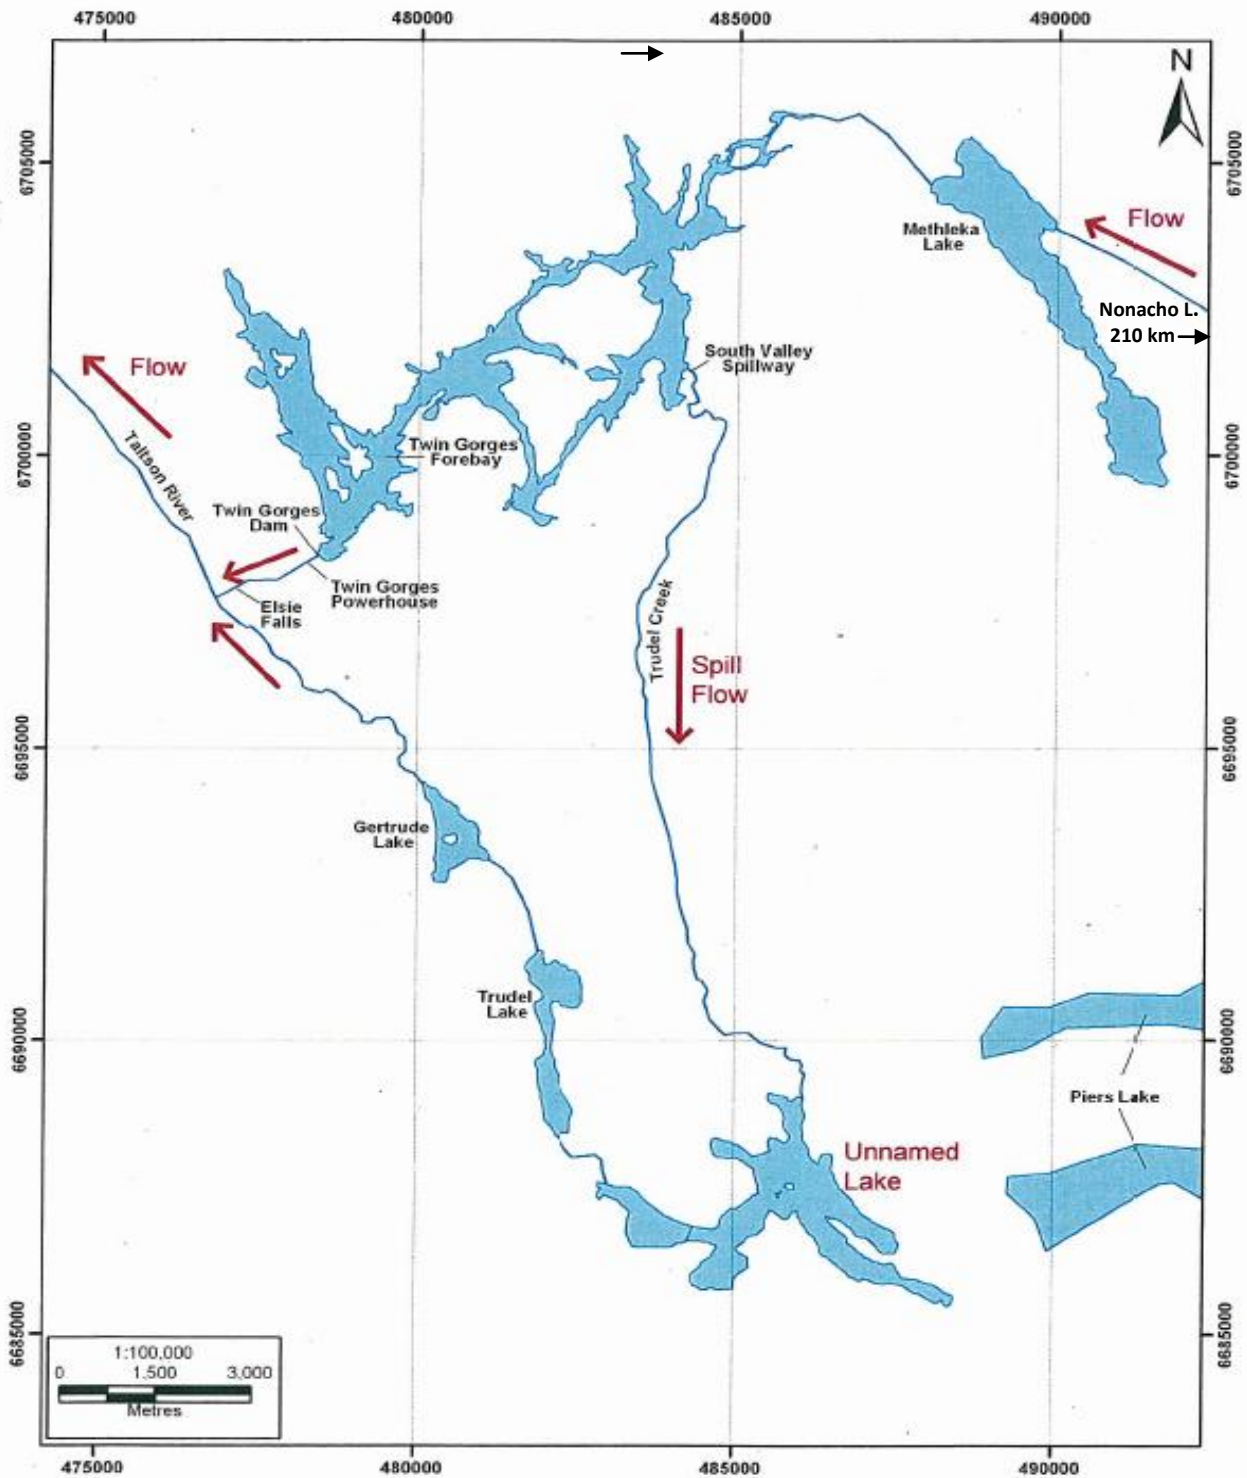 475000
480000
485000
490000
N
6705000
6705000
Flow
Methleka
Lake
Nonacho L.
210 km
South Valley
Spillway
Flow
Taltson River
Twin Gorges
Forebay
6700000
6700000
Twin Gorges
Dam
Twin Gorges
Powerhouse
Elsie
Falls
Trudel Creek
Spill
Flow
6695000
6695000
Gertrude
Lake
Trudel
Lake
6690000
6690000
Piers Lake
Unnamed
Lake
6685000
6685000
1:100,000
0 1,500 3,000
Metres
475000
480000
485000
490000